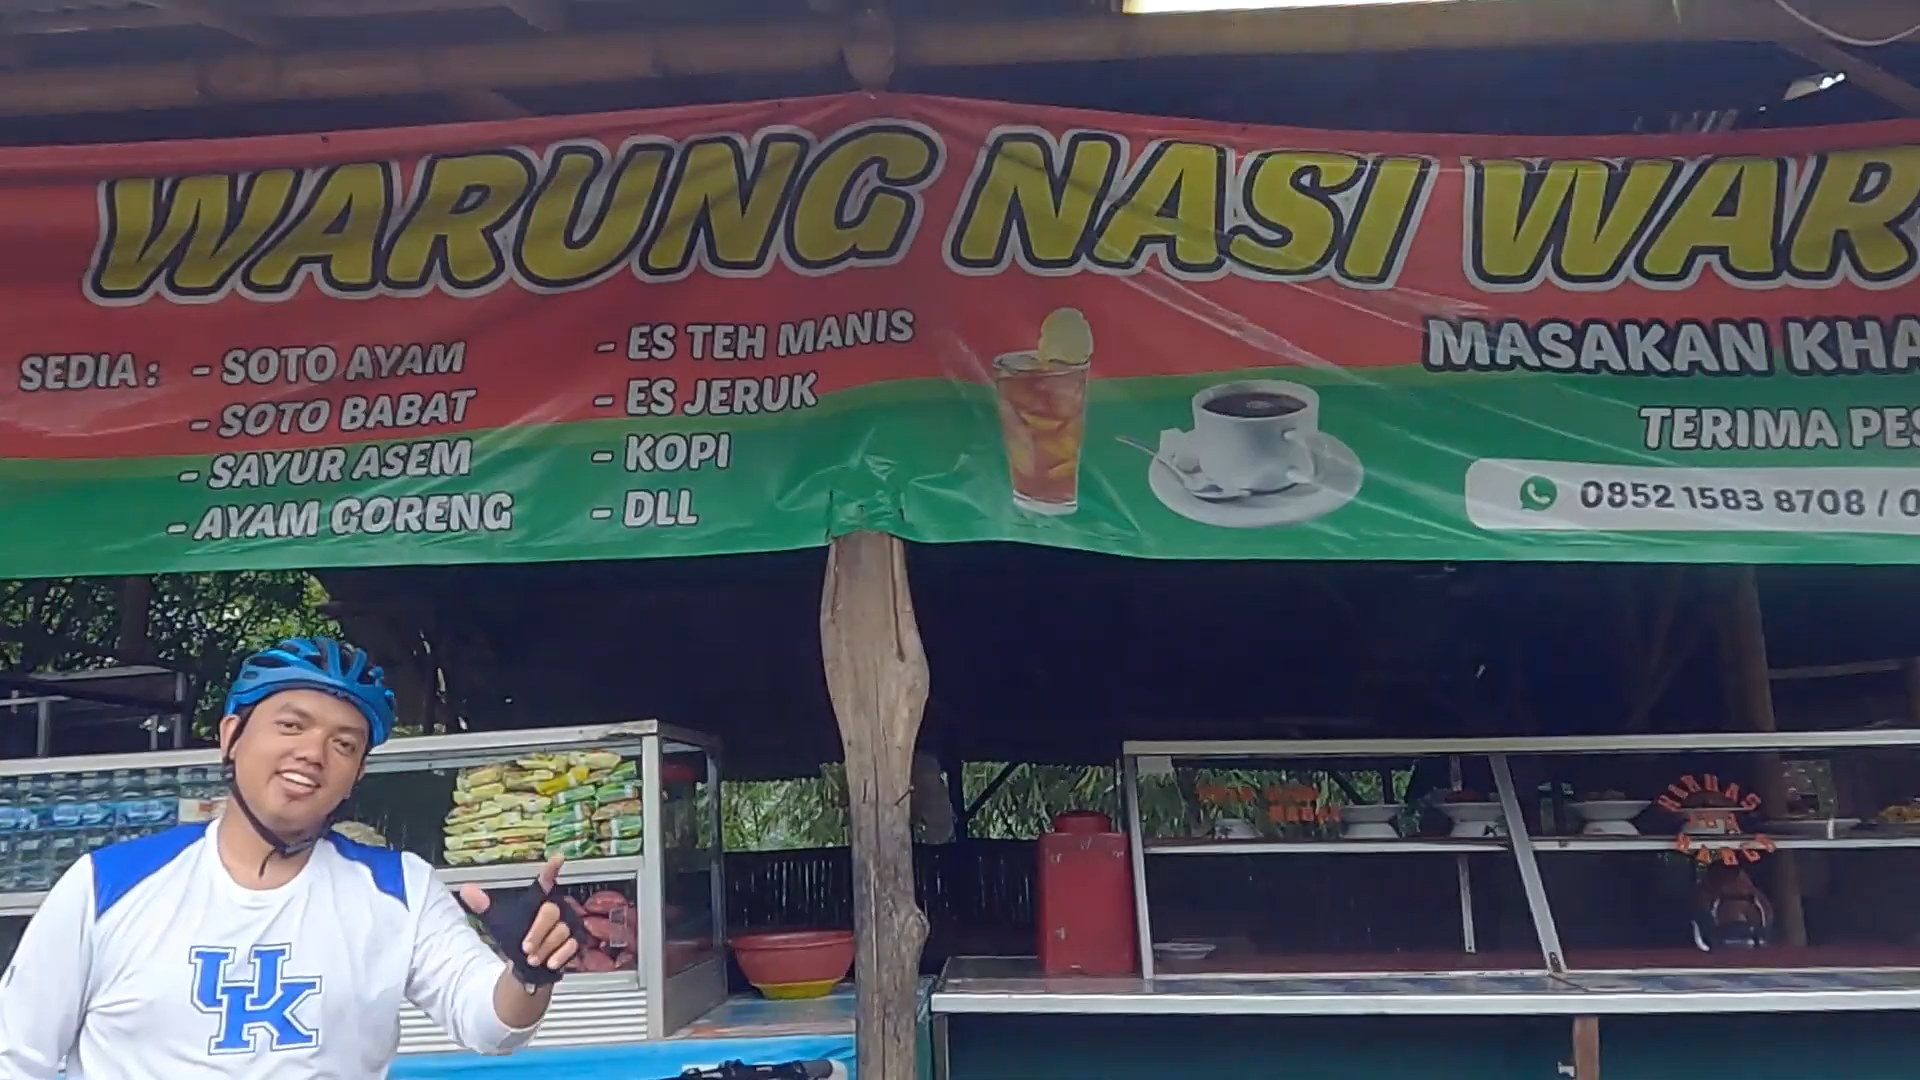 WARUNG NASI WAR
SEDIA : - SOTO AYAM
- SOTO BABAT
- SAYUR ASEM
- AYAM GORENG
- ES TEH MANIS
- ES JERUK
- KOPI
- DLL
MASAKAN KHA
TERIMA PES
0852 1583 8708 / 0
UK